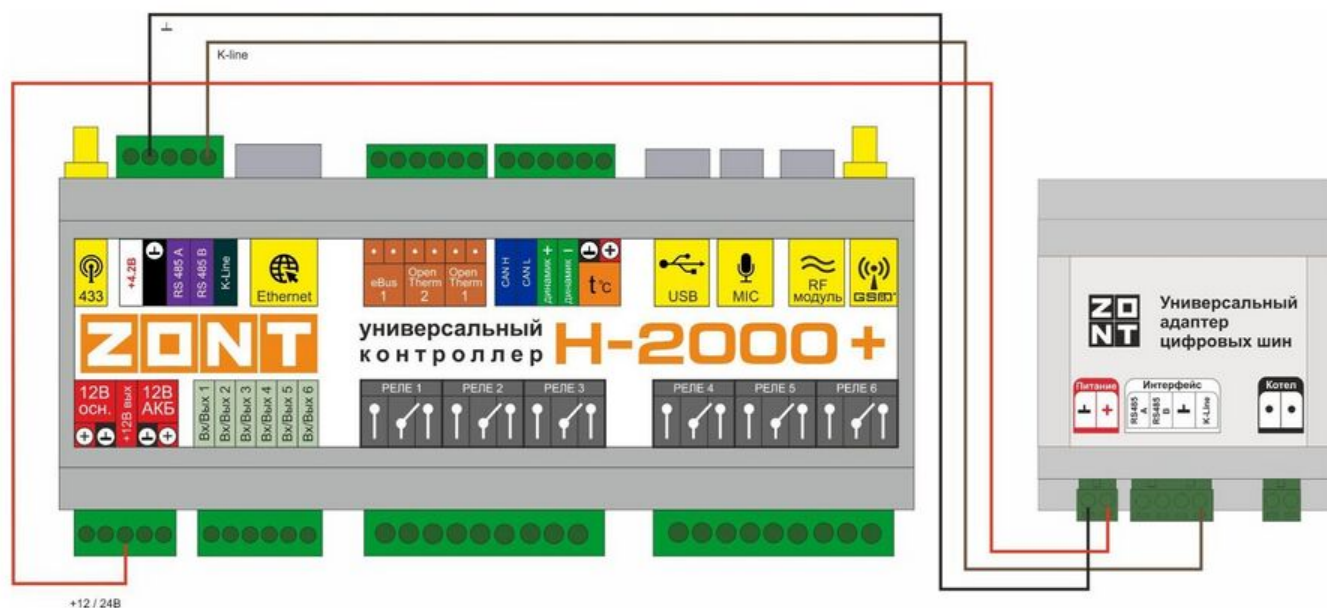 ⊥
K-line
433
+4.2В
RS 485 A
RS 485 B
K-Line
Ethernet
eBus
1
Open
Therm
2
Open
Therm
1
CAN H
CAN L
динамик +
динамик −
t°C
USB
MIC
RF
модуль
GSM
ZONT
универсальный
контроллер
H-2000+
12В
осн.
+12В вых
12В
АКБ
Вх/Вых 1
Вх/Вых 2
Вх/Вых 3
Вх/Вых 4
Вх/Вых 5
Вх/Вых 6
РЕЛЕ 1
РЕЛЕ 2
РЕЛЕ 3
РЕЛЕ 4
РЕЛЕ 5
РЕЛЕ 6
+12 / 24В
ZO
NT
Универсальный
адаптер
цифровых шин
Питание
Интерфейс
Котел
RS485
A
RS485
B
K-Line